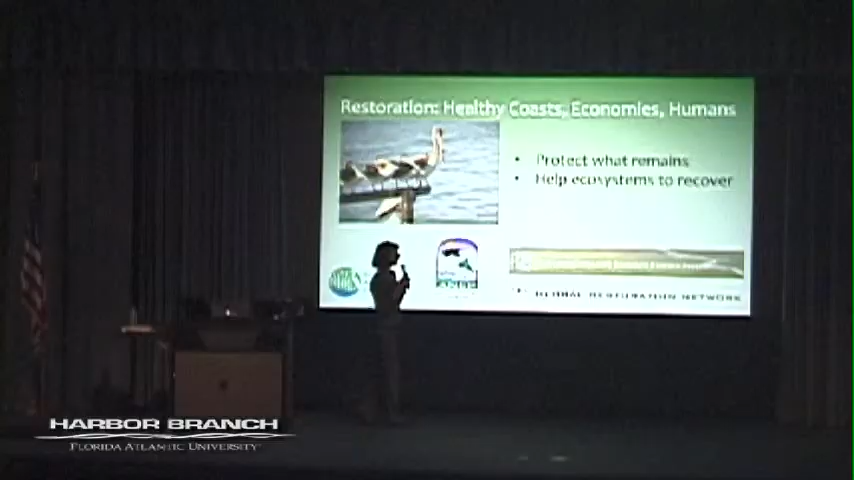 Restoration: Healthy Coasts, Economies, Humans
• Protect what remains
• Help ecosystems to recover
GLOBAL RESTORATION NETWORK
HARBOR BRANCH
FLORIDA ATLANTIC UNIVERSITY